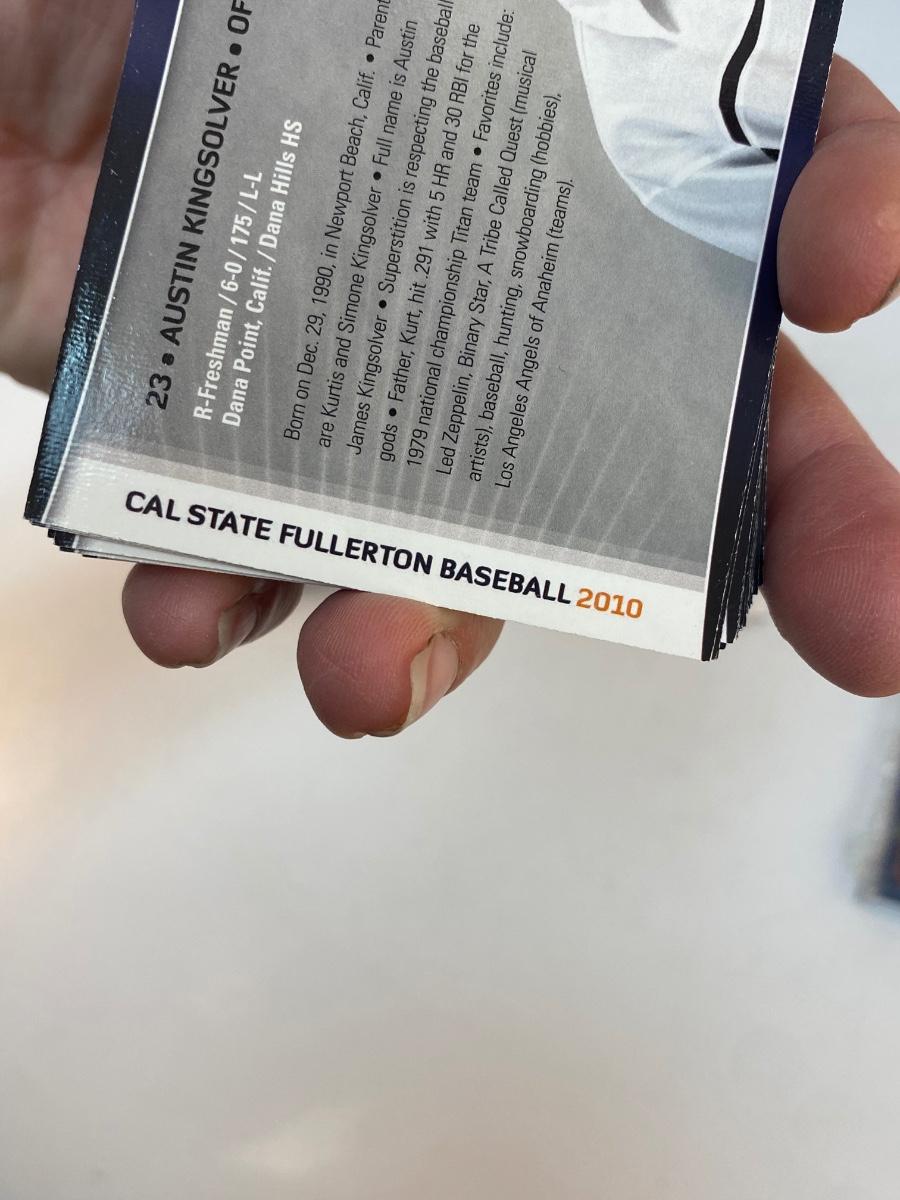 23 • AUSTIN KINGSOLVER • OF
R-Freshman / 6-0 / 175 / L-L
Dana Point, Calif. / Dana Hills HS
Born on Dec. 29, 1990, in Newport Beach, Calif. • Parent
are Kurtis and Simone Kingsolver • Full name is Austin
James Kingsolver • Superstition is respecting the baseball
gods • Father, Kurt, hit .291 with 5 HR and 30 RBI for the
1979 national championship Titan team • Favorites include:
Led Zeppelin, Binary Star, A Tribe Called Quest (musical
artists), baseball, hunting, snowboarding (hobbies),
Los Angeles Angels of Anaheim (teams).
CAL STATE FULLERTON BASEBALL 2010